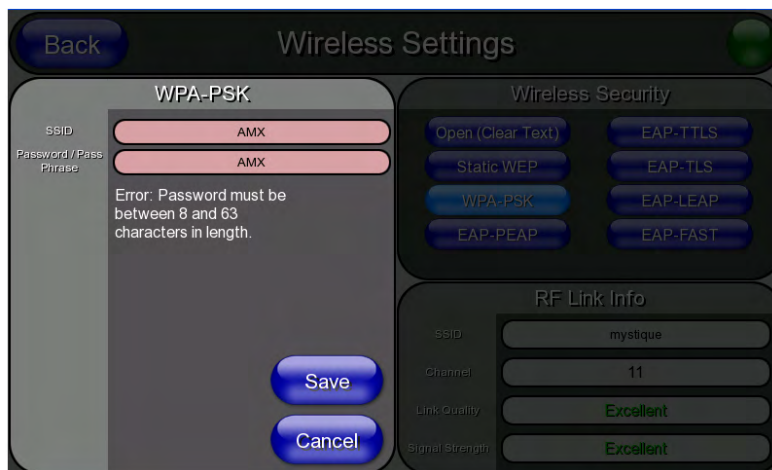 Back
Wireless Settings
WPA-PSK
SSID
AMX
Password / Pass
Phrase
AMX
Error: Password must be
between 8 and 63
characters in length.
Save
Cancel
Wireless Security
Open (Clear Text)
EAP-TTLS
Static WEP
EAP-TLS
WPA-PSK
EAP-LEAP
EAP-PEAP
EAP-FAST
RF Link Info
SSID
mystique
Channel
11
Link Quality
Excellent
Signal Strength
Excellent